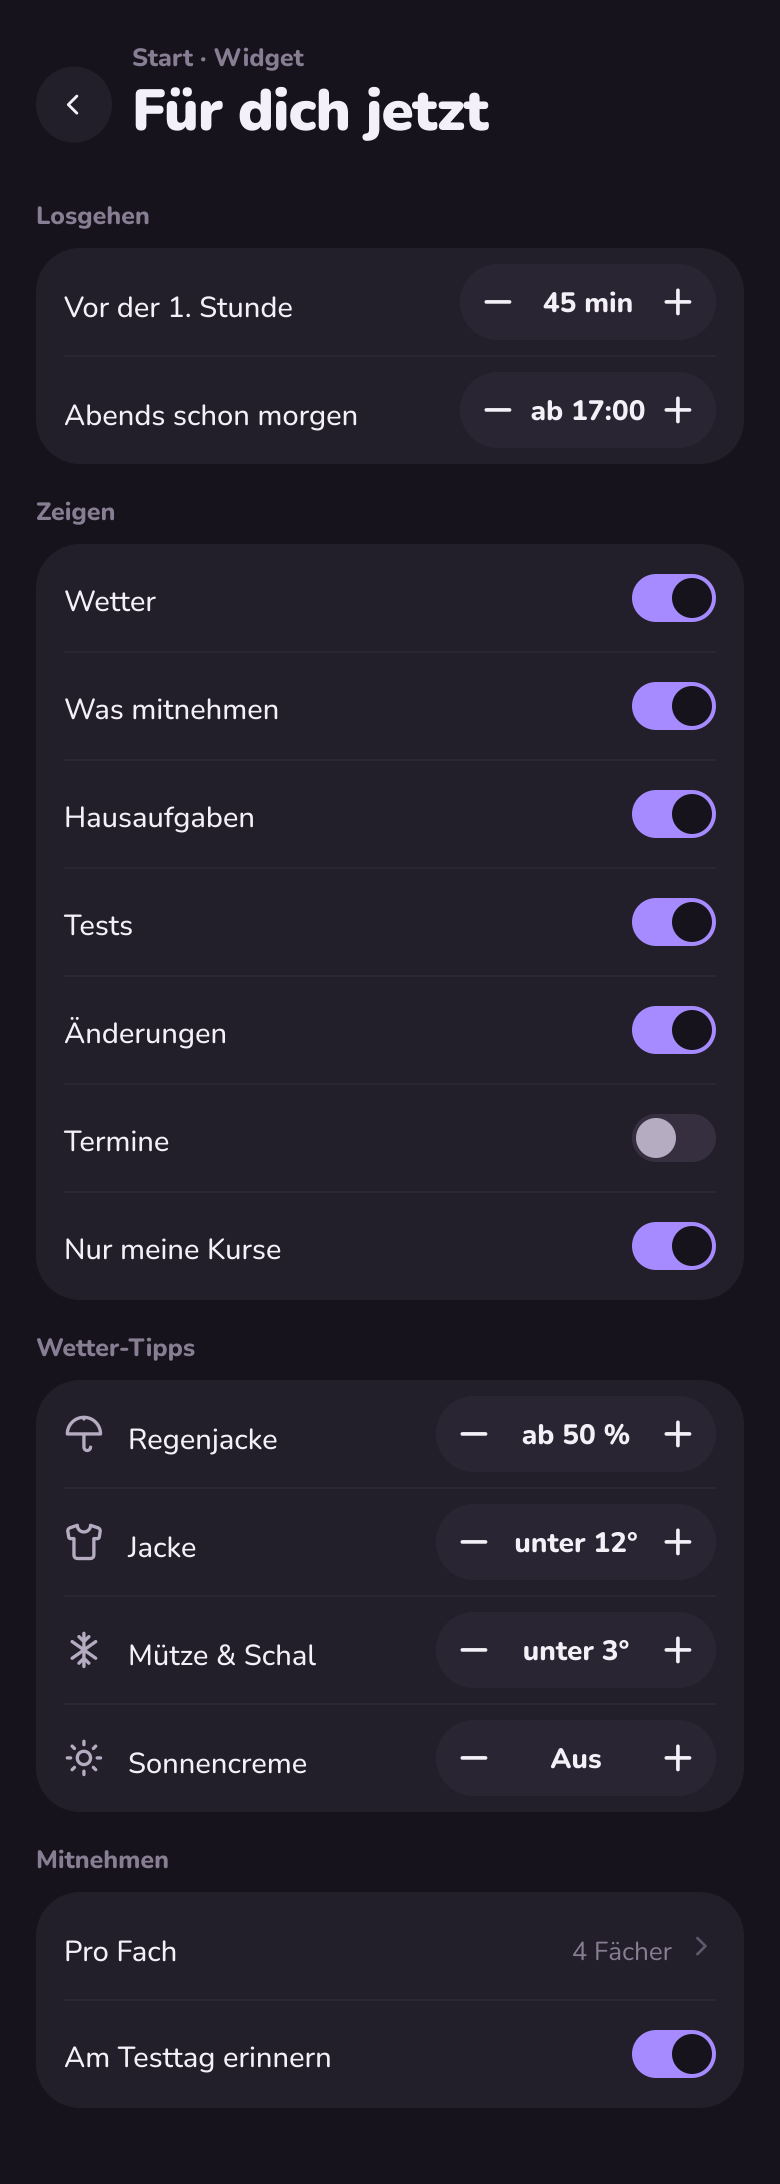 Start · Widget
Für dich jetzt
Losgehen
Vor der 1. Stunde
45 min
Abends schon morgen
ab 17:00
Zeigen
Wetter
Was mitnehmen
Hausaufgaben
Tests
Änderungen
Termine
Nur meine Kurse
Wetter-Tipps
Regenjacke
ab 50 %
Jacke
unter 12°
Mütze & Schal
unter 3°
Sonnencreme
Aus
Mitnehmen
Pro Fach
4 Fächer
Am Testtag erinnern